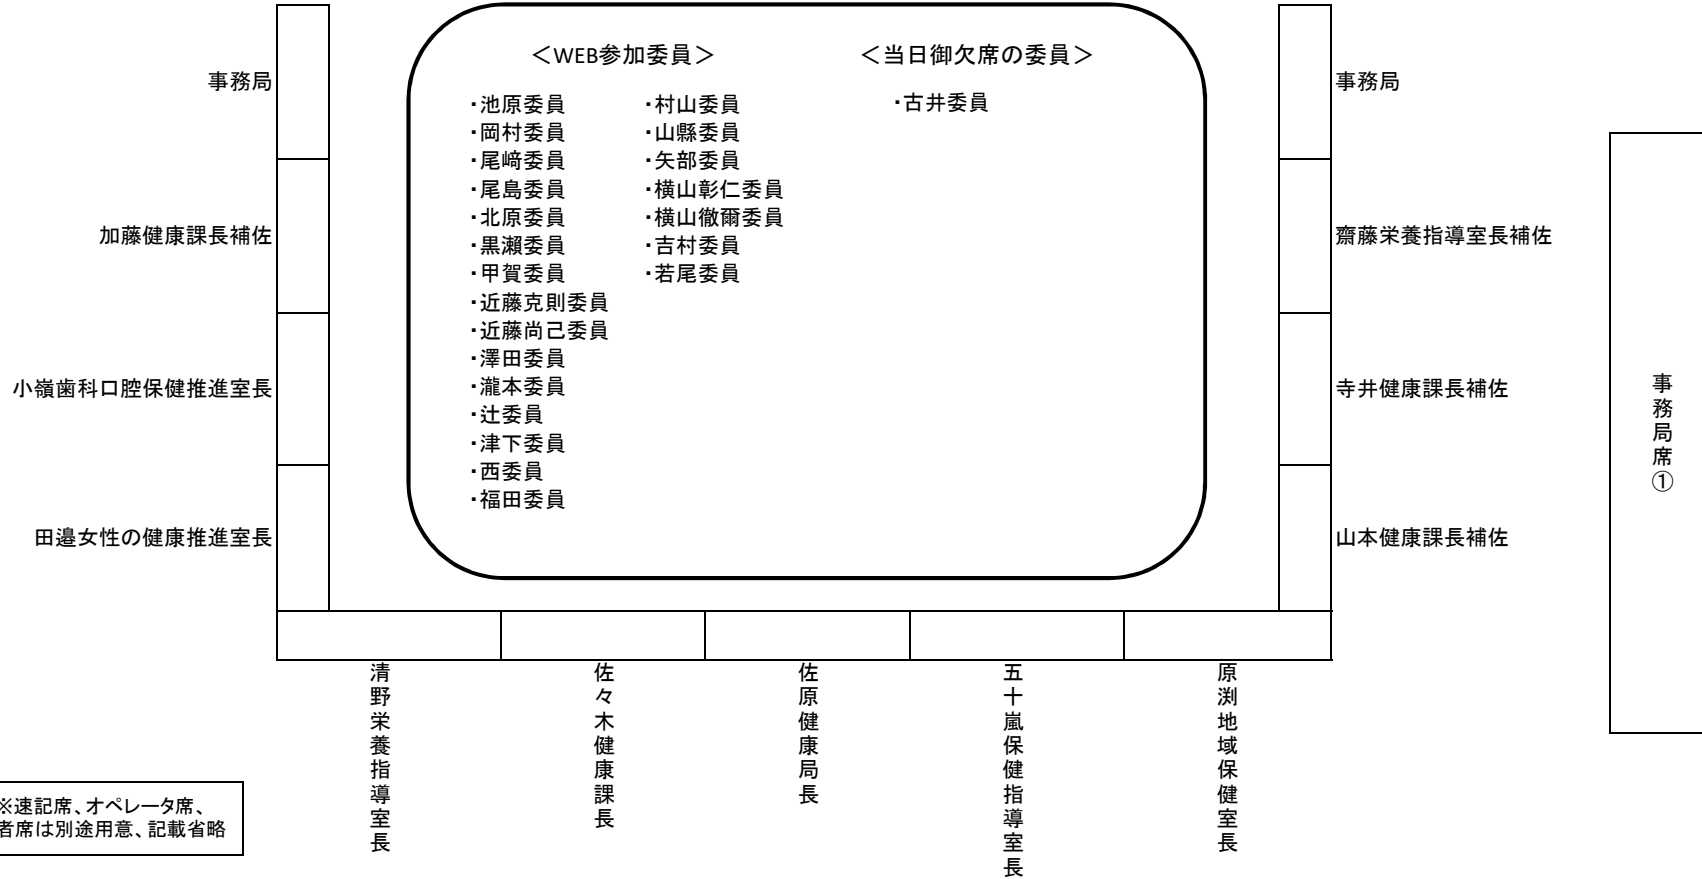 ＜WEB参加委員＞
・池原委員
・岡村委員
・尾﨑委員
・尾島委員
・北原委員
・黒瀨委員
・甲賀委員
・近藤克則委員
・近藤尚己委員
・澤田委員
・瀧本委員
・辻委員
・津下委員
・西委員
・福田委員
・村山委員
・山縣委員
・矢部委員
・横山彰仁委員
・横山徹爾委員
・吉村委員
・若尾委員
＜当日御欠席の委員＞
・古井委員
事務局
加藤健康課長補佐
小嶺歯科口腔保健推進室長
田邉女性の健康推進室長
事務局
齋藤栄養指導室長補佐
寺井健康課長補佐
山本健康課長補佐
事務局席①
清野栄養指導室長
佐々木健康課長
佐原健康局長
五十嵐保健指導室長
原渕地域保健室長
※速記席、オペレータ席、
者席は別途用意、記載省略